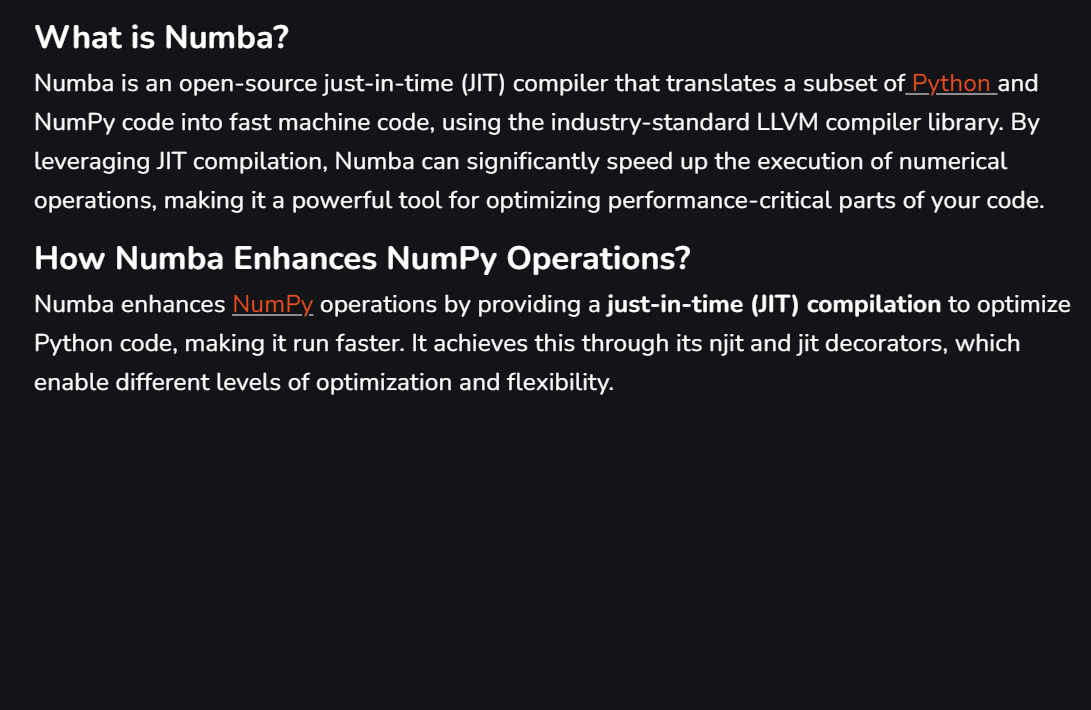 What is Numba?
Numba is an open-source just-in-time (JIT) compiler that translates a subset of Python and
NumPy code into fast machine code, using the industry-standard LLVM compiler library. By
leveraging JIT compilation, Numba can significantly speed up the execution of numerical
operations, making it a powerful tool for optimizing performance-critical parts of your code.
How Numba Enhances NumPy Operations?
Numba enhances NumPy operations by providing a just-in-time (JIT) compilation to optimize
Python code, making it run faster. It achieves this through its njit and jit decorators, which
enable different levels of optimization and flexibility.